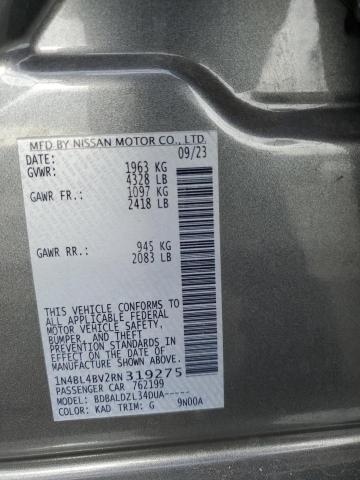 MFD BY NISSAN MOTOR CO., LTD.
DATE: 09/23
GVWR: 1963 KG
4328 LB
GAWR FR.: 1097 KG
2418 LB
GAWR RR.: 945 KG
2083 LB
THIS VEHICLE CONFORMS TO ALL
APPLICABLE U.S. FEDERAL
MOTOR VEHICLE SAFETY,
BUMPER, AND THEFT
PREVENTION STANDARDS IN
EFFECT ON THE DATE OF
MANUFACTURE SHOWN ABOVE.
1N4BL4BV2RN319275
PASSENGER CAR 762199
MODEL: BDBALDZL34DUA-----
COLOR: KAD TRIM: G 9N00A